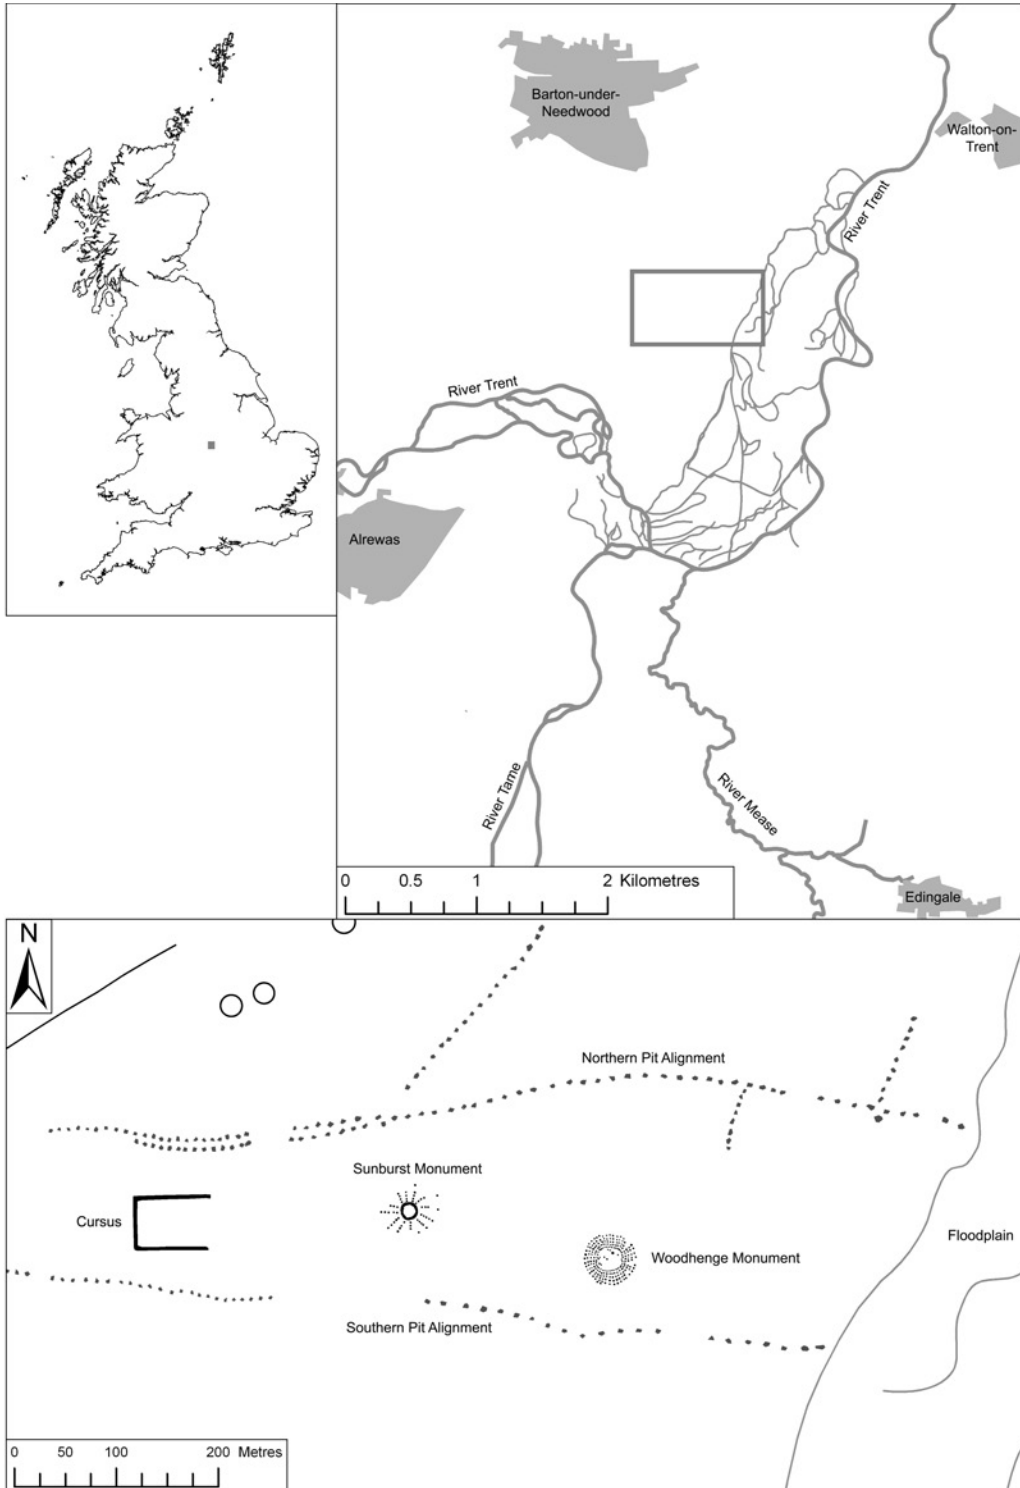 Barton-under-
Needwood
Walton-on-
Trent
River Trent
River Trent
Alrewas
River Tame
River Mease
Edingale
0 0.5 1 2 Kilometres
N
Northern Pit Alignment
Sunburst Monument
Cursus
Woodhenge Monument
Floodplain
Southern Pit Alignment
0 50 100 200 Metres